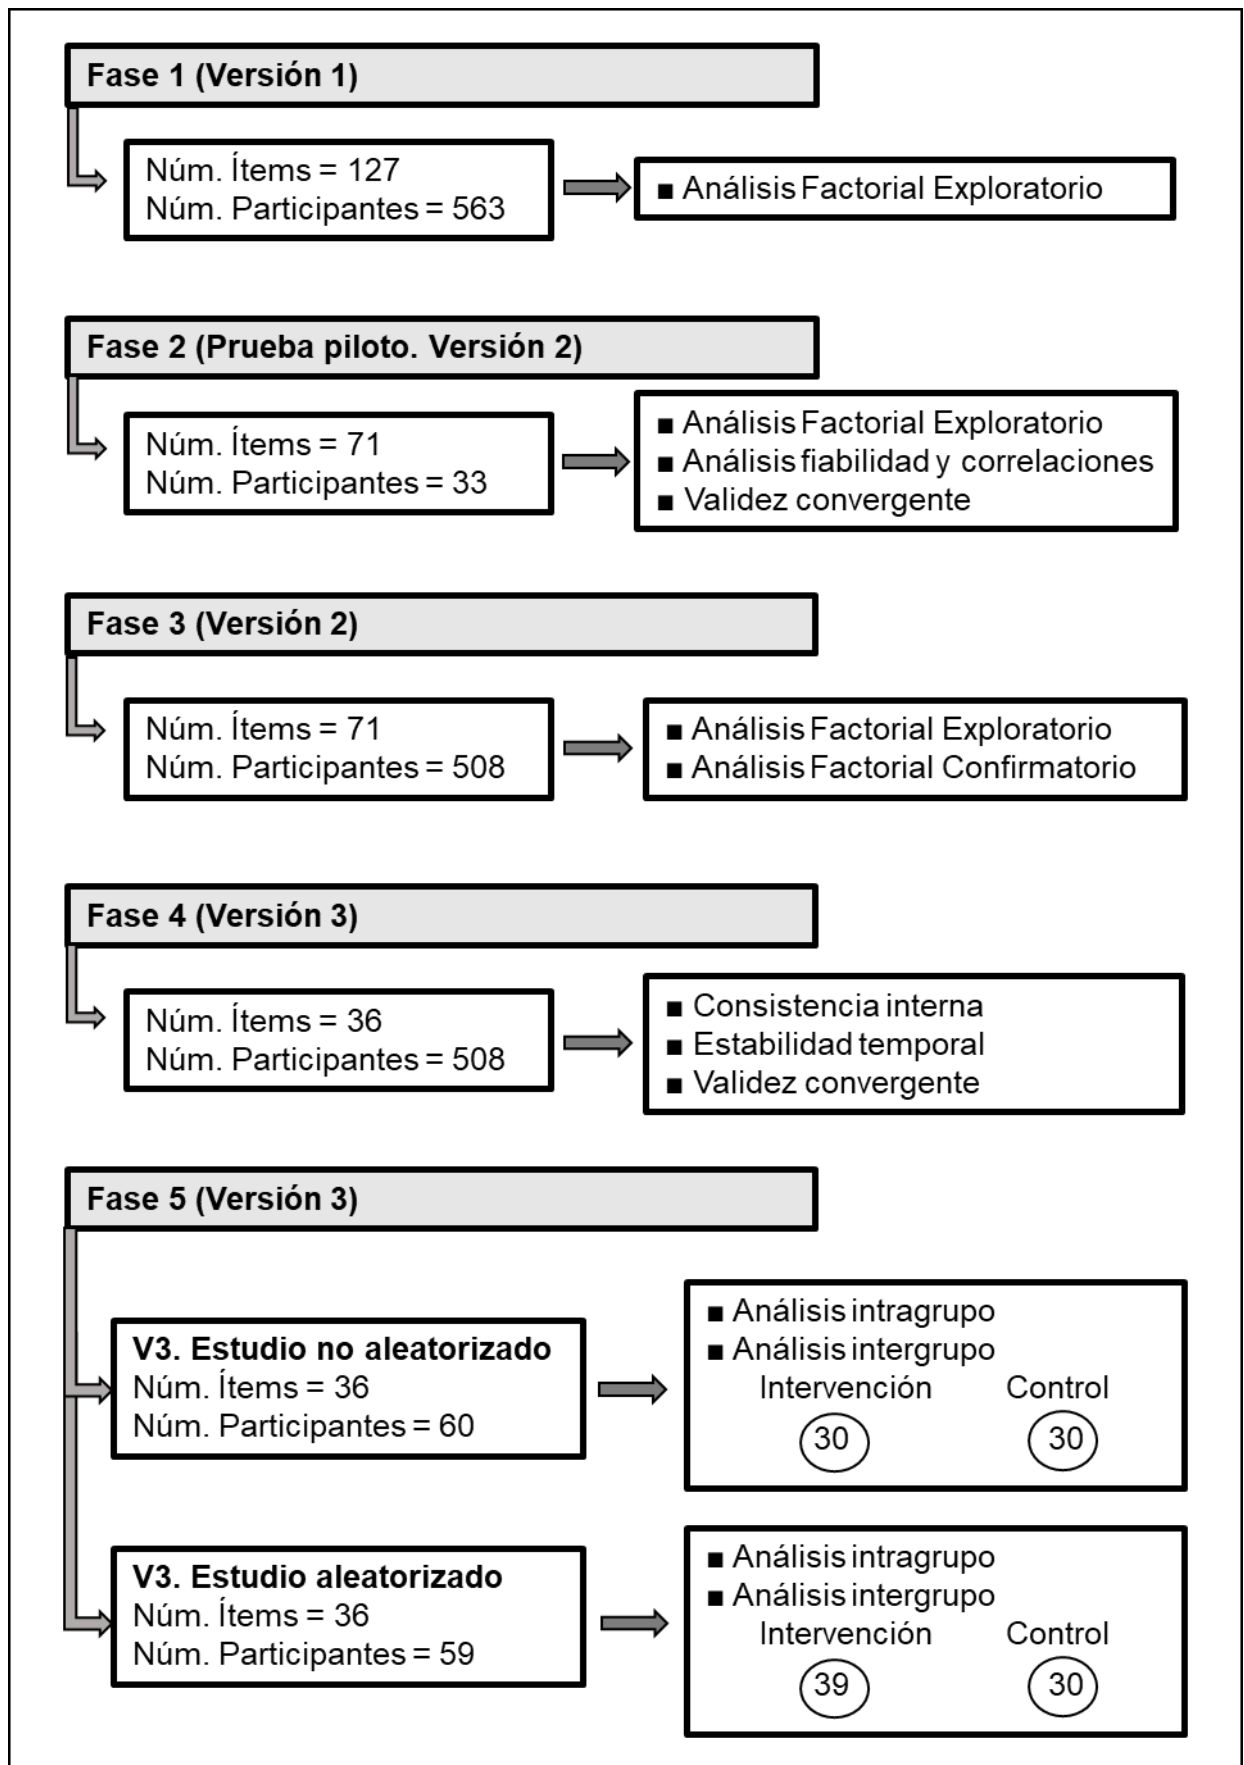 Fase 1 (Versión 1)
Núm. Ítems = 127
Núm. Participantes = 563
■ Análisis Factorial Exploratorio
Fase 2 (Prueba piloto. Versión 2)
Núm. Ítems = 71
Núm. Participantes = 33
■ Análisis Factorial Exploratorio
■ Análisis fiabilidad y correlaciones
■ Validez convergente
Fase 3 (Versión 2)
Núm. Ítems = 71
Núm. Participantes = 508
■ Análisis Factorial Exploratorio
■ Análisis Factorial Confirmatorio
Fase 4 (Versión 3)
Núm. Ítems = 36
Núm. Participantes = 508
■ Consistencia interna
■ Estabilidad temporal
■ Validez convergente
Fase 5 (Versión 3)
V3. Estudio no aleatorizado
Núm. Ítems = 36
Núm. Participantes = 60
■ Análisis intragrupo
■ Análisis intergrupo
Intervención Control
30 30
V3. Estudio aleatorizado
Núm. Ítems = 36
Núm. Participantes = 59
■ Análisis intragrupo
■ Análisis intergrupo
Intervención Control
39 30